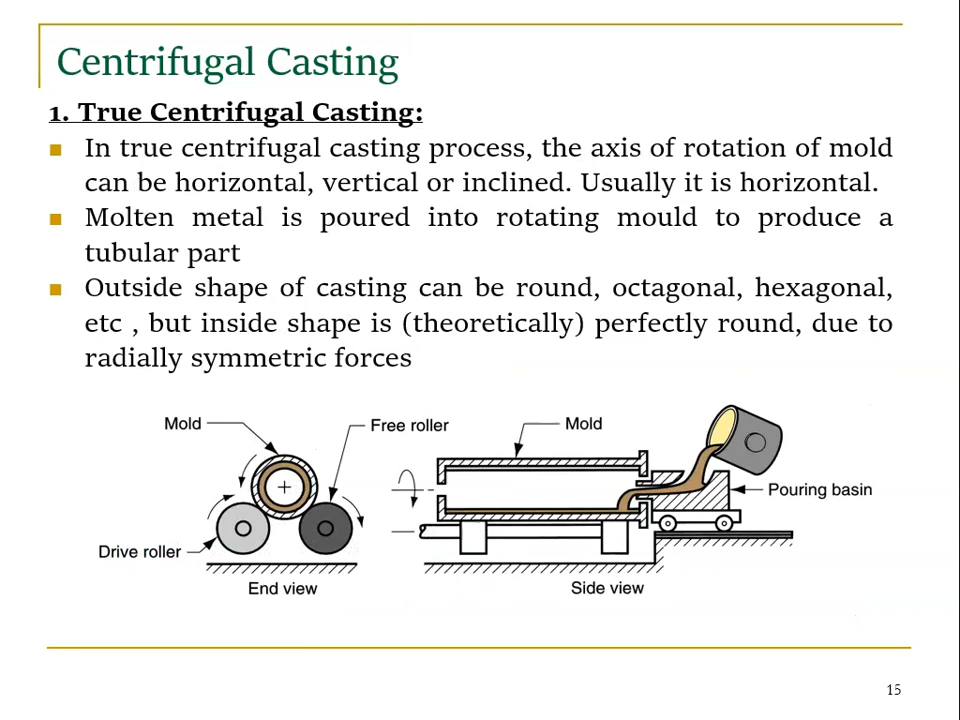 Centrifugal Casting
1. True Centrifugal Casting:
In true centrifugal casting process, the axis of rotation of mold
can be horizontal, vertical or inclined. Usually it is horizontal.
Molten metal is poured into rotating mould to produce a
tubular part
Outside shape of casting can be round, octagonal, hexagonal,
etc , but inside shape is (theoretically) perfectly round, due to
radially symmetric forces
Mold
Free roller
Mold
Pouring basin
Drive roller
End view
Side view
15